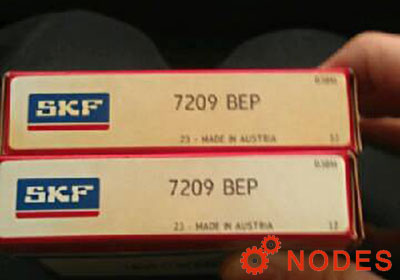 SKF
7209 BEP
23 - MADE IN AUSTRIA
SKF
7209 BEP
23 - MADE IN AUSTRIA
NODES